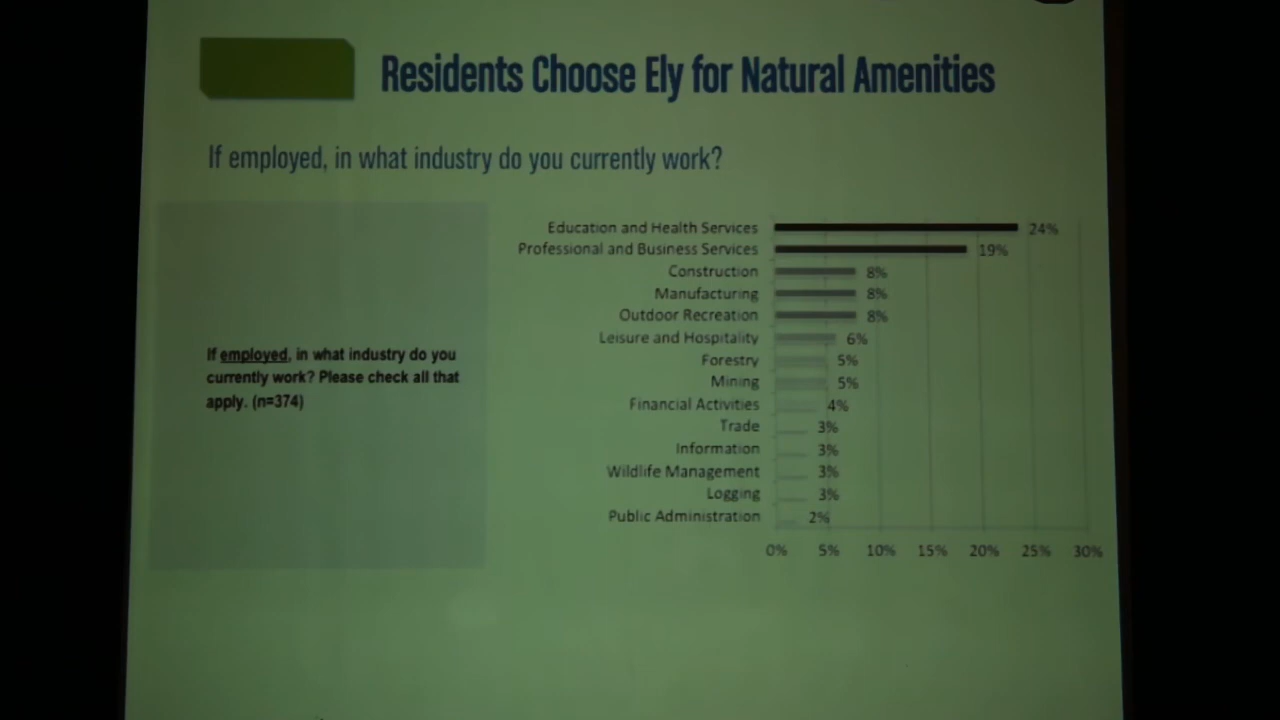 Residents Choose Ely for Natural Amenities
If employed, in what industry do you currently work?
If employed, in what industry do you
currently work? Please check all that
apply. (n=374)
Education and Health Services 24%
Professional and Business Services 19%
Construction 8%
Manufacturing 8%
Outdoor Recreation 8%
Leisure and Hospitality 6%
Forestry 5%
Mining 5%
Financial Activities 4%
Trade 3%
Information 3%
Wildlife Management 3%
Logging 3%
Public Administration 2%
0% 5% 10% 15% 20% 25% 30%